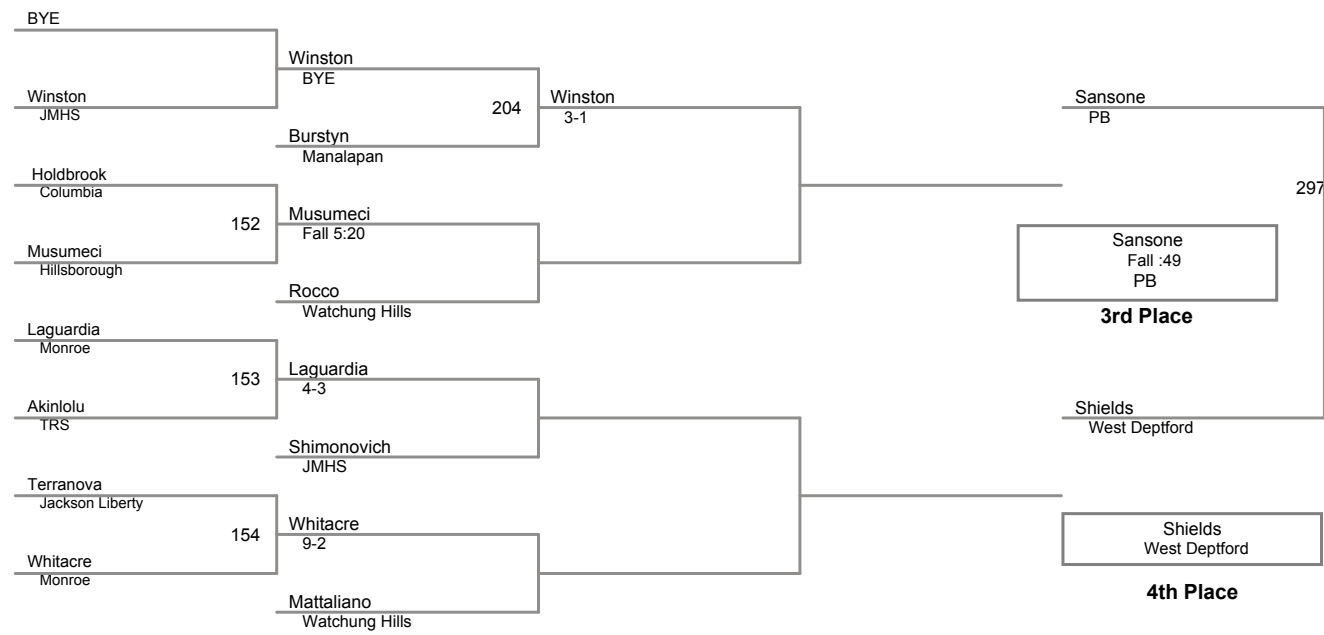 BYE
Winston
JMHS
Holdbrook
Columbia
152
Musumeci
Hillsborough
Laguardia
Monroe
153
Akinlolu
TRS
Terranova
Jackson Liberty
154
Whitacre
Monroe
Winston
BYE
204
Burstyn
Manalapan
Musumeci
Fall 5:20
Rocco
Watchung Hills
Laguardia
4-3
Shimonovich
JMHS
Whitacre
9-2
Mattaliano
Watchung Hills
Winston
3-1
Sansone
PB
297
Sansone
Fall :49
PB
3rd Place
Shields
West Deptford
Shields
West Deptford
4th Place